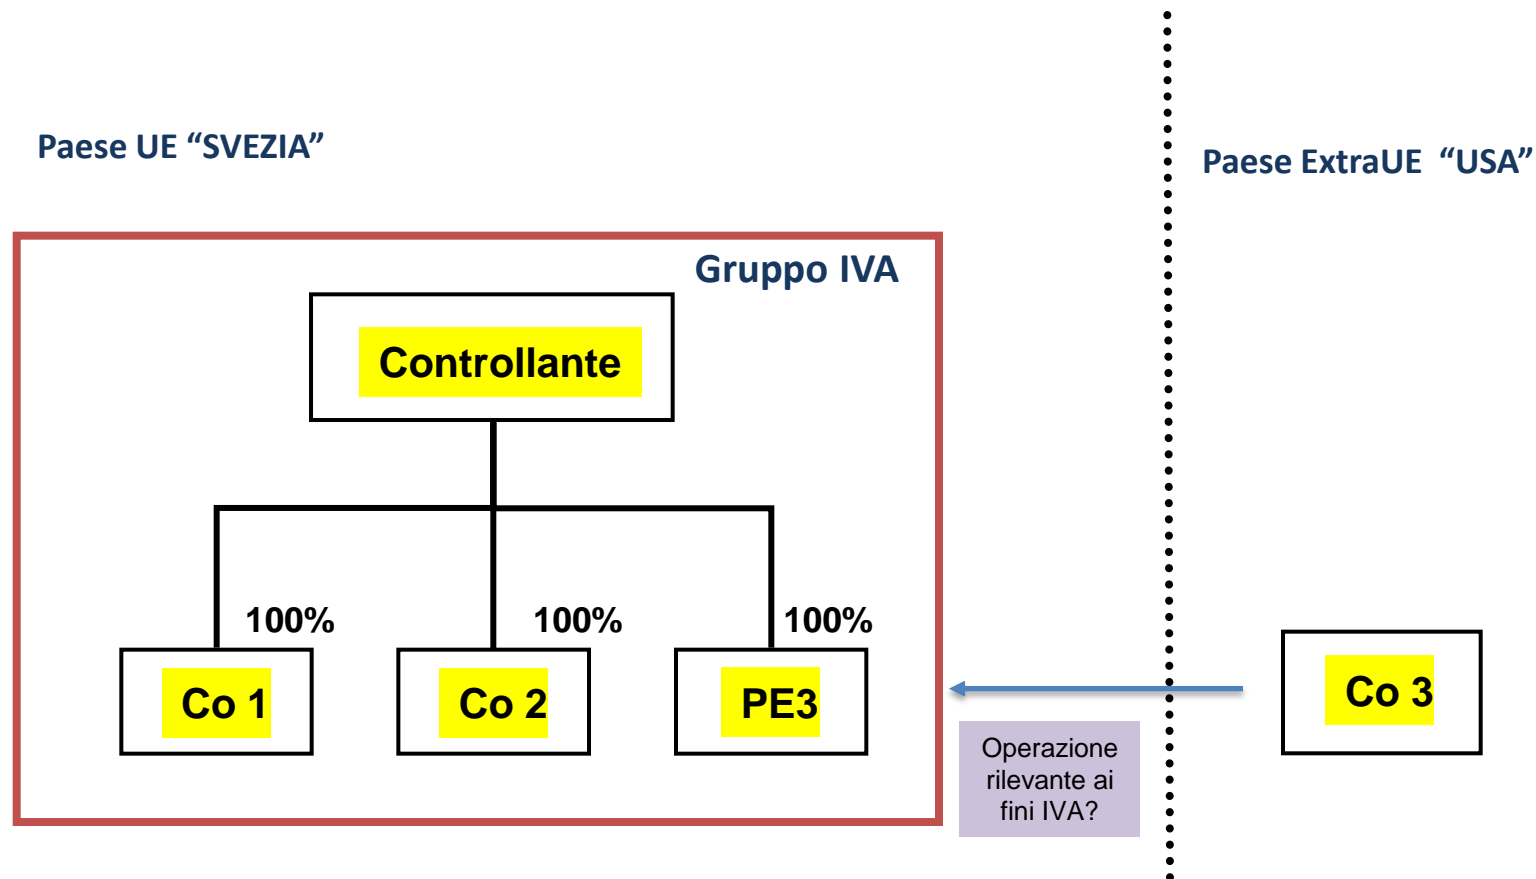 Paese UE “SVEZIA”
Paese ExtraUE “USA”
Gruppo IVA
Controllante
100%
100%
100%
Co 1
Co 2
PE3
Co 3
Operazione
rilevante ai
fini IVA?